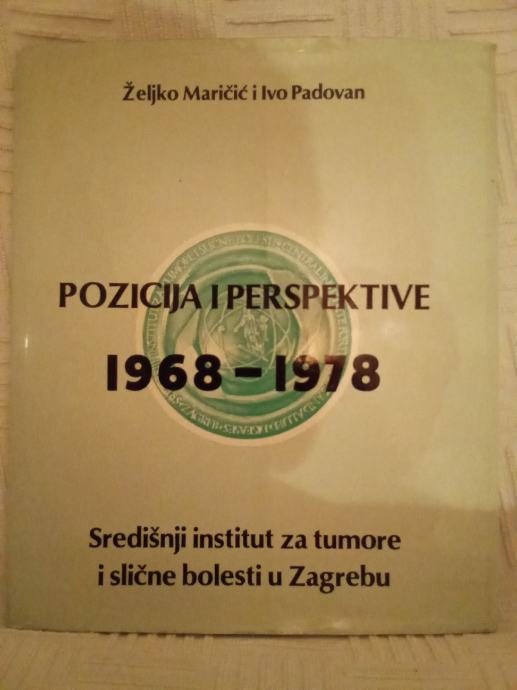 Željko Maričić i Ivo Padovan
POZICIJA I PERSPEKTIVE
1968–1978
Središnji institut za tumore
i slične bolesti u Zagrebu